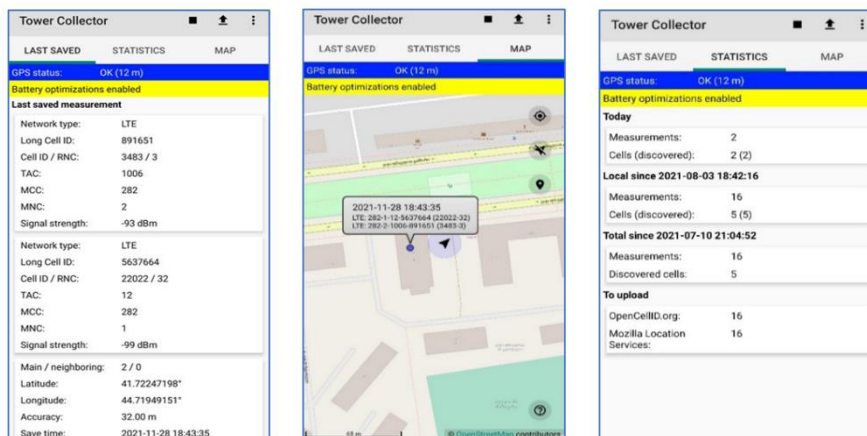 Tower Collector
LAST SAVED STATISTICS MAP
GPS status: OK (12 m)
Battery optimizations enabled
Last saved measurement
Network type: LTE
Long Cell ID: 891651
Cell ID / RNC: 3483 / 3
TAC: 1006
MCC: 282
MNC: 2
Signal strength: -93 dBm
Network type: LTE
Long Cell ID: 5637664
Cell ID / RNC: 22022 / 32
TAC: 12
MCC: 282
MNC: 1
Signal strength: -99 dBm
Main / neighboring: 2 / 0
Latitude: 41.72247198°
Longitude: 44.71949151°
Accuracy: 32.00 m
Save time: 2021-11-28 18:43:35
Tower Collector
LAST SAVED STATISTICS MAP
GPS status: OK (12 m)
Battery optimizations enabled
2021-11-28 18:43:35
LTE: 282-1-12-5637664 (22022-32)
LTE: 282-2-1006-891651 (3483-3)
68 m
© OpenStreetMap contributors
Tower Collector
LAST SAVED STATISTICS MAP
GPS status: OK (12 m)
Battery optimizations enabled
Today
Measurements: 2
Cells (discovered): 2 (2)
Local since 2021-08-03 18:42:16
Measurements: 16
Cells (discovered): 5 (5)
Total since 2021-07-10 21:04:52
Measurements: 16
Discovered cells: 5
To upload
OpenCellID.org: 16
Mozilla Location 16
Services: